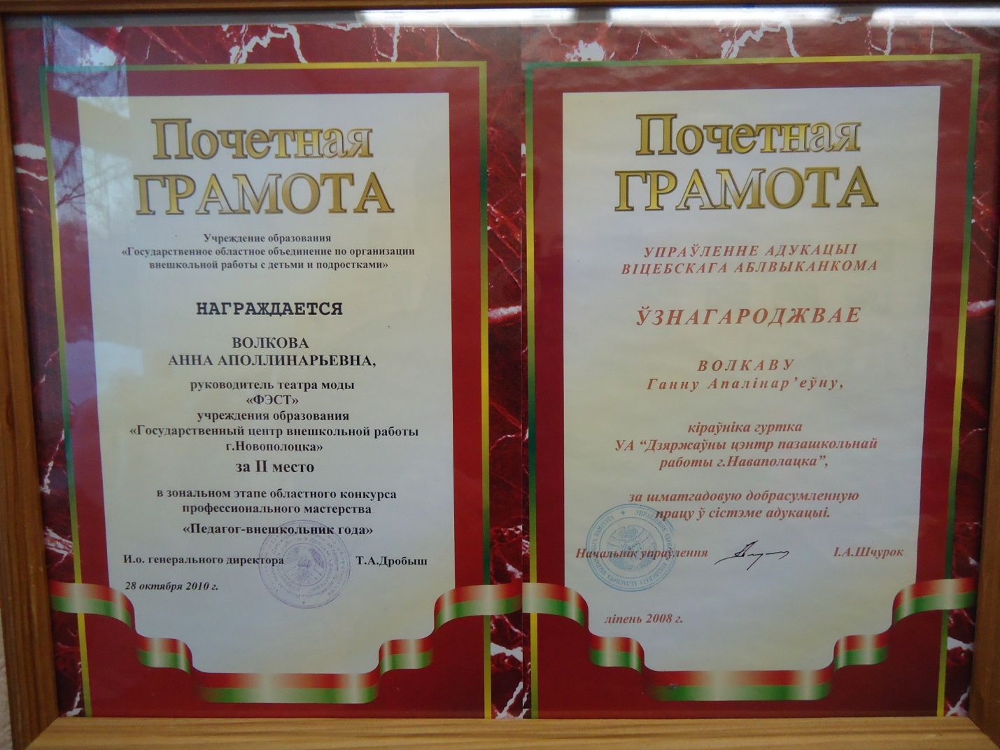 Почетная
ГРАМОТА
Учреждение образования
«Государственное областное объединение по организации
внешкольной работы с детьми и подростками»
НАГРАЖДАЕТСЯ
ВОЛКОВА
АННА АПОЛЛИНАРЬЕВНА,
руководитель театра моды
«ФЭСТ»
учреждения образования
«Государственный центр внешкольной работы
г.Новополоцка»
за II место
в зональном этапе областного конкурса
профессионального мастерства
«Педагог-внешкольник года»
И.о. генерального директора Т.А.Дробыш
28 октября 2010 г.
Почетная
ГРАМОТА
УПРАЎЛЕННЕ АДУКАЦЫІ
ВІЦЕБСКАГА АБЛВЫКАНКОМА
ЎЗНАГАРОДЖВАЕ
ВОЛКАВУ
Ганну Апалінар’еўну,
кіраўніка гуртка
УА “Дзяржаўны цэнтр пазашкольнай
работы г.Наваполацка”,
за шматгадовую добрасумленную
працу ў сістэме адукацыі.
Начальнік упраўлення І.А.Шчурок
ліпень 2008 г.